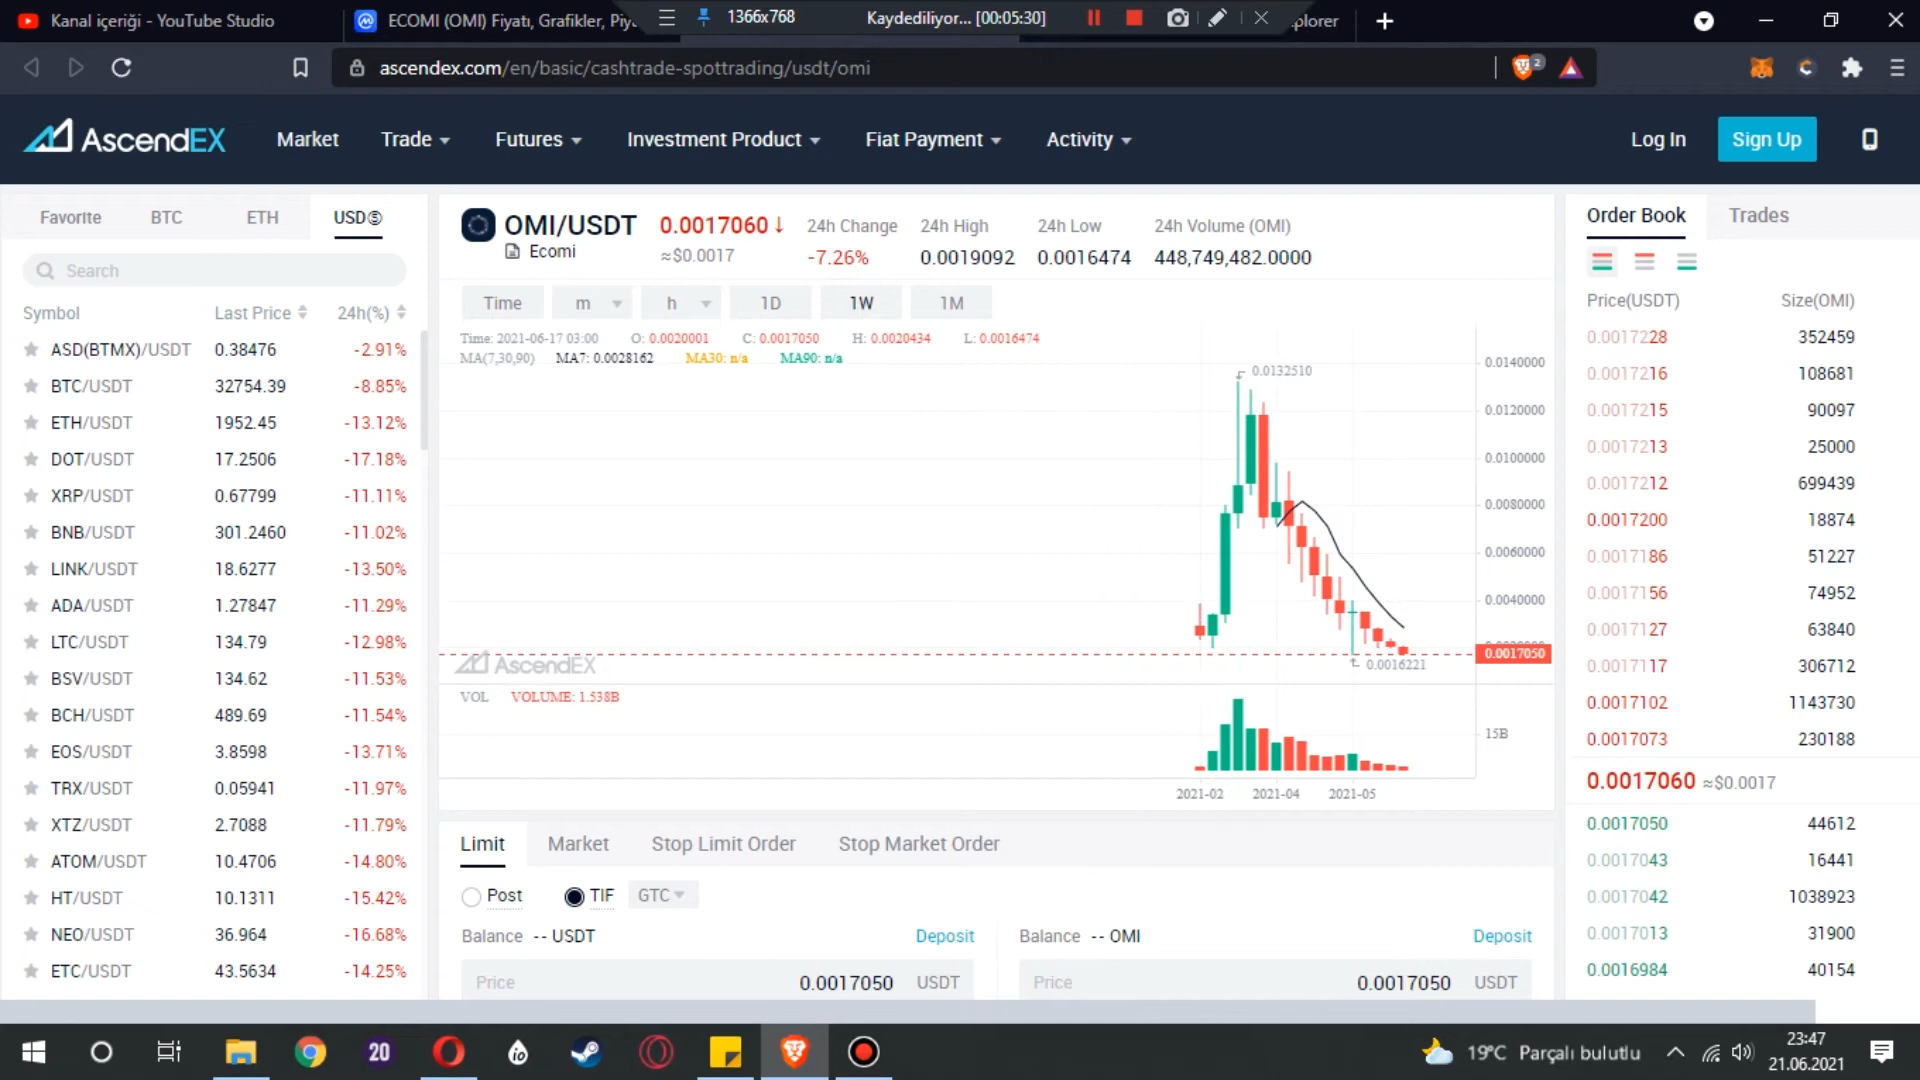 Kanal içeriği - YouTube Studio
ECOMI (OMI) Fiyatı, Grafikler, Piy
1366x768
Kaydediliyor... [00:05:30]
plorer
ascendex.com/en/basic/cashtrade-spottrading/usdt/omi
2
AscendEX
Market
Trade
Futures
Investment Product
Fiat Payment
Activity
Log In
Sign Up
Favorite BTC ETH USDⓈ
Search
Symbol Last Price 24h(%)
ASD(BTMX)/USDT 0.38476 -2.91%
BTC/USDT 32754.39 -8.85%
ETH/USDT 1952.45 -13.12%
DOT/USDT 17.2506 -17.18%
XRP/USDT 0.67799 -11.11%
BNB/USDT 301.2460 -11.02%
LINK/USDT 18.6277 -13.50%
ADA/USDT 1.27847 -11.29%
LTC/USDT 134.79 -12.98%
BSV/USDT 134.62 -11.53%
BCH/USDT 489.69 -11.54%
EOS/USDT 3.8598 -13.71%
TRX/USDT 0.05941 -11.97%
XTZ/USDT 2.7088 -11.79%
ATOM/USDT 10.4706 -14.80%
HT/USDT 10.1311 -15.42%
NEO/USDT 36.964 -16.68%
ETC/USDT 43.5634 -14.25%
OMI/USDT
Ecomi
0.0017060↓
≈$0.0017
24h Change
-7.26%
24h High
0.0019092
24h Low
0.0016474
24h Volume (OMI)
448,749,482.0000
Time m h 1D 1W 1M
Time: 2021-06-17 03:00 O: 0.0020001 C: 0.0017050 H: 0.0020434 L: 0.0016474
MA(7,30,90) MA7: 0.0028162 MA30: n/a MA90: n/a
0.0132510
0.0140000
0.0120000
0.0100000
0.0080000
0.0060000
0.0040000
0.0017050
0.0016221
AscendEX
VOL VOLUME: 1.538B
15B
2021-02 2021-04 2021-05
Limit Market Stop Limit Order Stop Market Order
Post TIF GTC
Balance -- USDT Deposit
Price 0.0017050 USDT
Balance -- OMI Deposit
Price 0.0017050 USDT
Order Book Trades
Price(USDT) Size(OMI)
0.0017228 352459
0.0017216 108681
0.0017215 90097
0.0017213 25000
0.0017212 699439
0.0017200 18874
0.0017186 51227
0.0017156 74952
0.0017127 63840
0.0017117 306712
0.0017102 1143730
0.0017073 230188
0.0017060 ≈$0.0017
0.0017050 44612
0.0017043 16441
0.0017042 1038923
0.0017013 31900
0.0016984 40154
20
io
19°C Parçalı bulutlu
23:47
21.06.2021